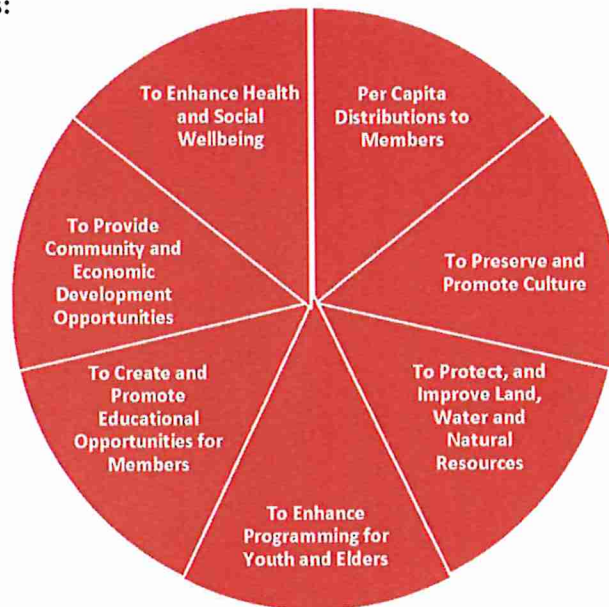 s:
To Enhance Health
and Social
Wellbeing
Per Capita
Distributions to
Members
To Preserve and
Promote Culture
To Protect, and
Improve Land,
Water and
Natural
Resources
To Enhance
Programming for
Youth and Elders
To Create and
Promote
Educational
Opportunities for
Members
To Provide
Community and
Economic
Development
Opportunities